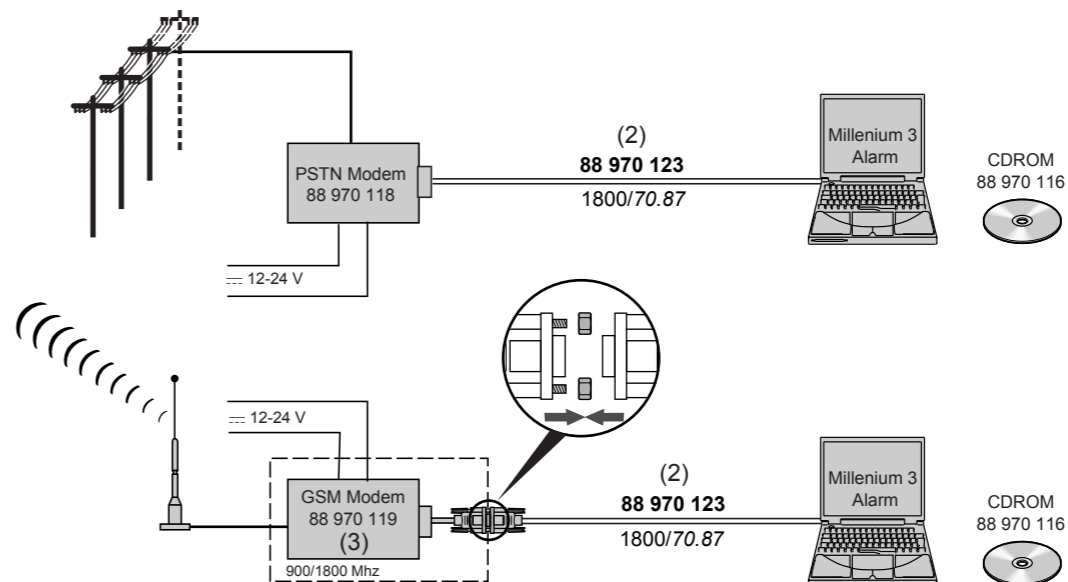 (2)
88 970 123
1800/70.87
PSTN Modem
88 970 118
Millenium 3
Alarm
CDROM
88 970 116
12-24 V
12-24 V
GSM Modem
88 970 119
(3)
900/1800 Mhz
(2)
88 970 123
1800/70.87
Millenium 3
Alarm
CDROM
88 970 116